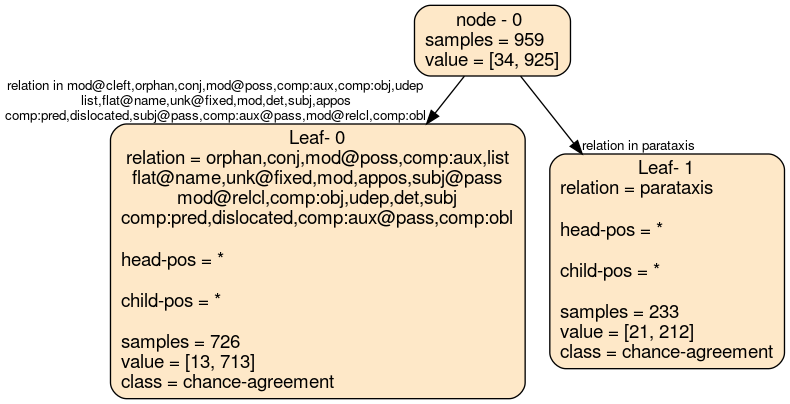 node - 0
samples = 959
value = [34, 925]
relation in mod@cleft,orphan,conj,mod@poss,comp:aux,comp:obj,udep
list,flat@name,unk@fixed,mod,det,subj,appos
comp:pred,dislocated,subj@pass,comp:aux@pass,mod@relcl,comp:obl
Leaf- 0
relation = orphan,conj,mod@poss,comp:aux,list
flat@name,unk@fixed,mod,appos,subj@pass
mod@relcl,comp:obj,udep,det,subj
comp:pred,dislocated,comp:aux@pass,comp:obl
head-pos = *
child-pos = *
samples = 726
value = [13, 713]
class = chance-agreement
relation in parataxis
Leaf- 1
relation = parataxis
head-pos = *
child-pos = *
samples = 233
value = [21, 212]
class = chance-agreement